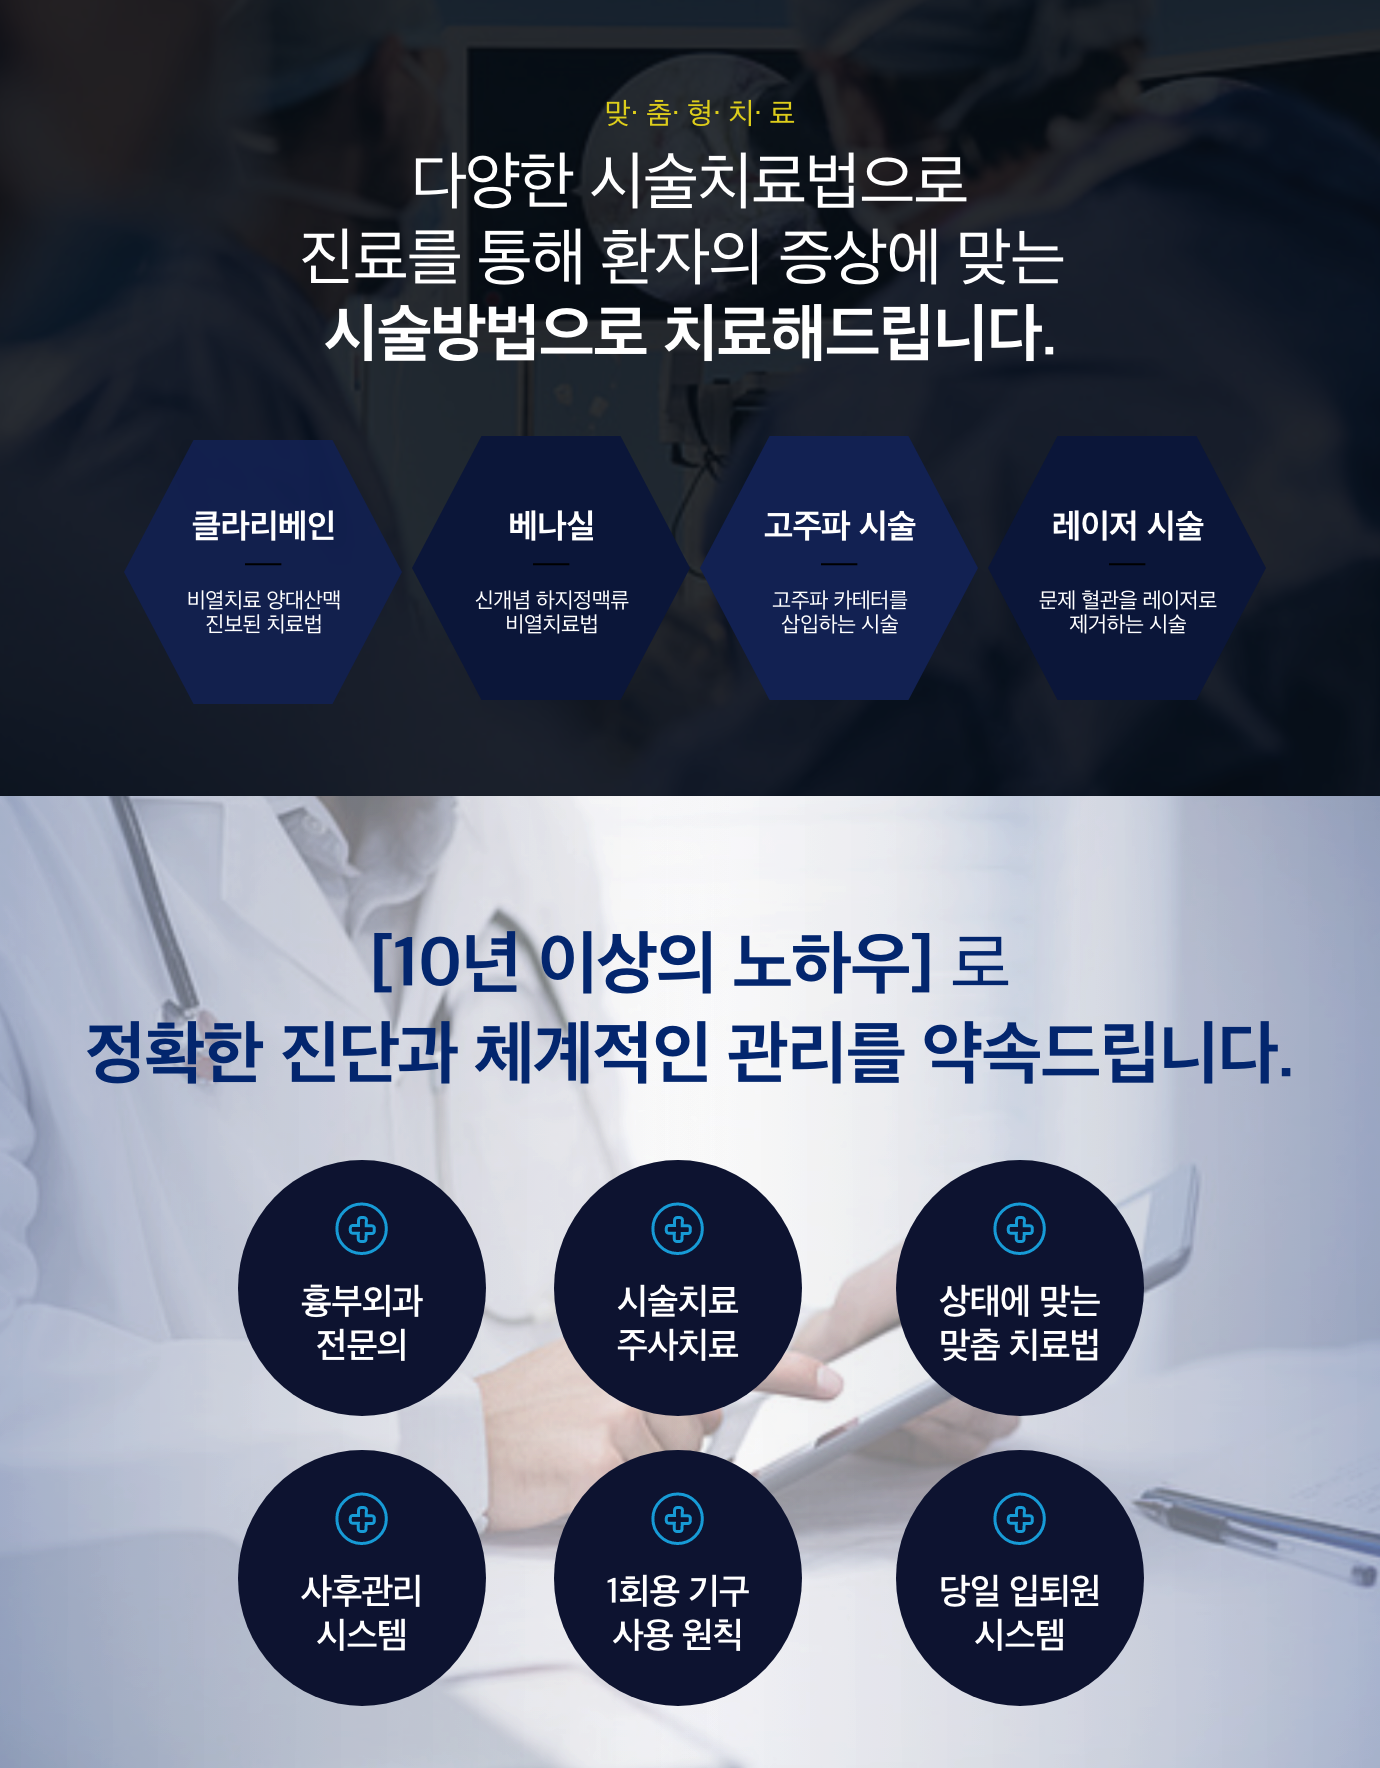 맞· 춤· 형· 치· 료
다양한 시술치료법으로
진료를 통해 환자의 증상에 맞는
시술방법으로 치료해드립니다.
클라리베인
비열치료 양대산맥
진보된 치료법
베나실
신개념 하지정맥류
비열치료법
고주파 시술
고주파 카테터를
삽입하는 시술
레이저 시술
문제 혈관을 레이저로
제거하는 시술
[10년 이상의 노하우] 로
정확한 진단과 체계적인 관리를 약속드립니다.
흉부외과
전문의
시술치료
주사치료
상태에 맞는
맞춤 치료법
사후관리
시스템
1회용 기구
사용 원칙
당일 입퇴원
시스템